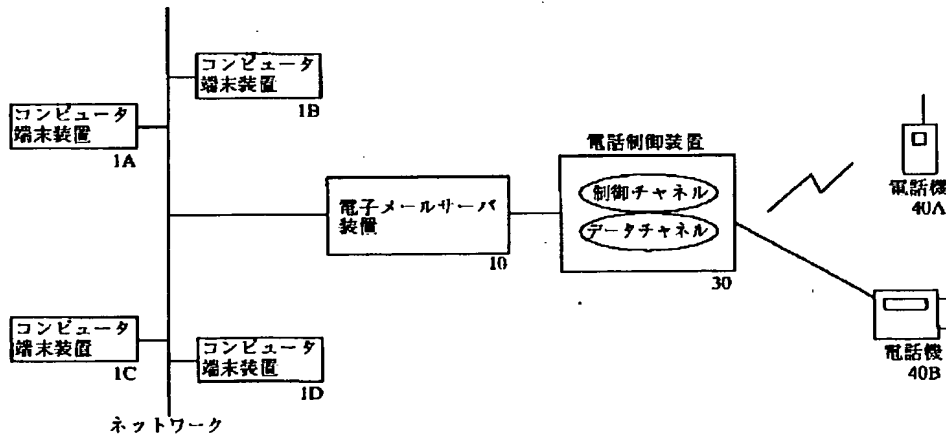 コンピュータ
端末装置
1B
コンピュータ
端末装置
1A
電話制御装置
制御チャネル
データチャネル
30
電子メールサーバ
装置
10
電話機
40A
電話機
40B
コンピュータ
端末装置
1C
コンピュータ
端末装置
1D
ネットワーク